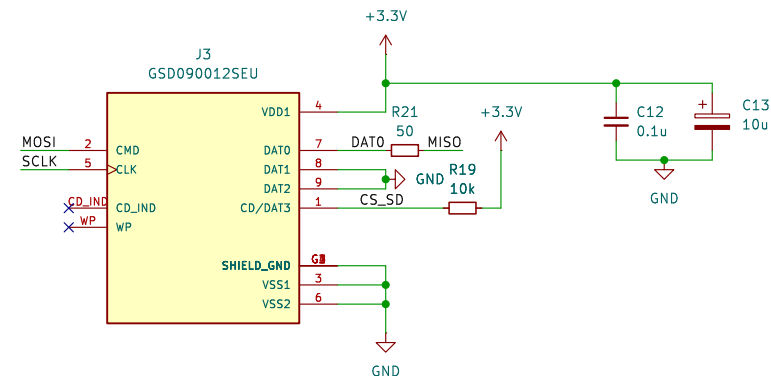 +3.3V
J3
GSD090012SEU
VDD1 4
R21
50
+3.3V
C12
0.1u
C13
10u
MOSI 2 CMD
DAT0 7 DAT0 MISO
SCLK 5 CLK
DAT1 8
GND
R19
10k
DAT2 9
CD_IND CD_IND
CD/DAT3 1 CS_SD
GND
WP WP
SHIELD_GND
VSS1 3
VSS2 6
GND